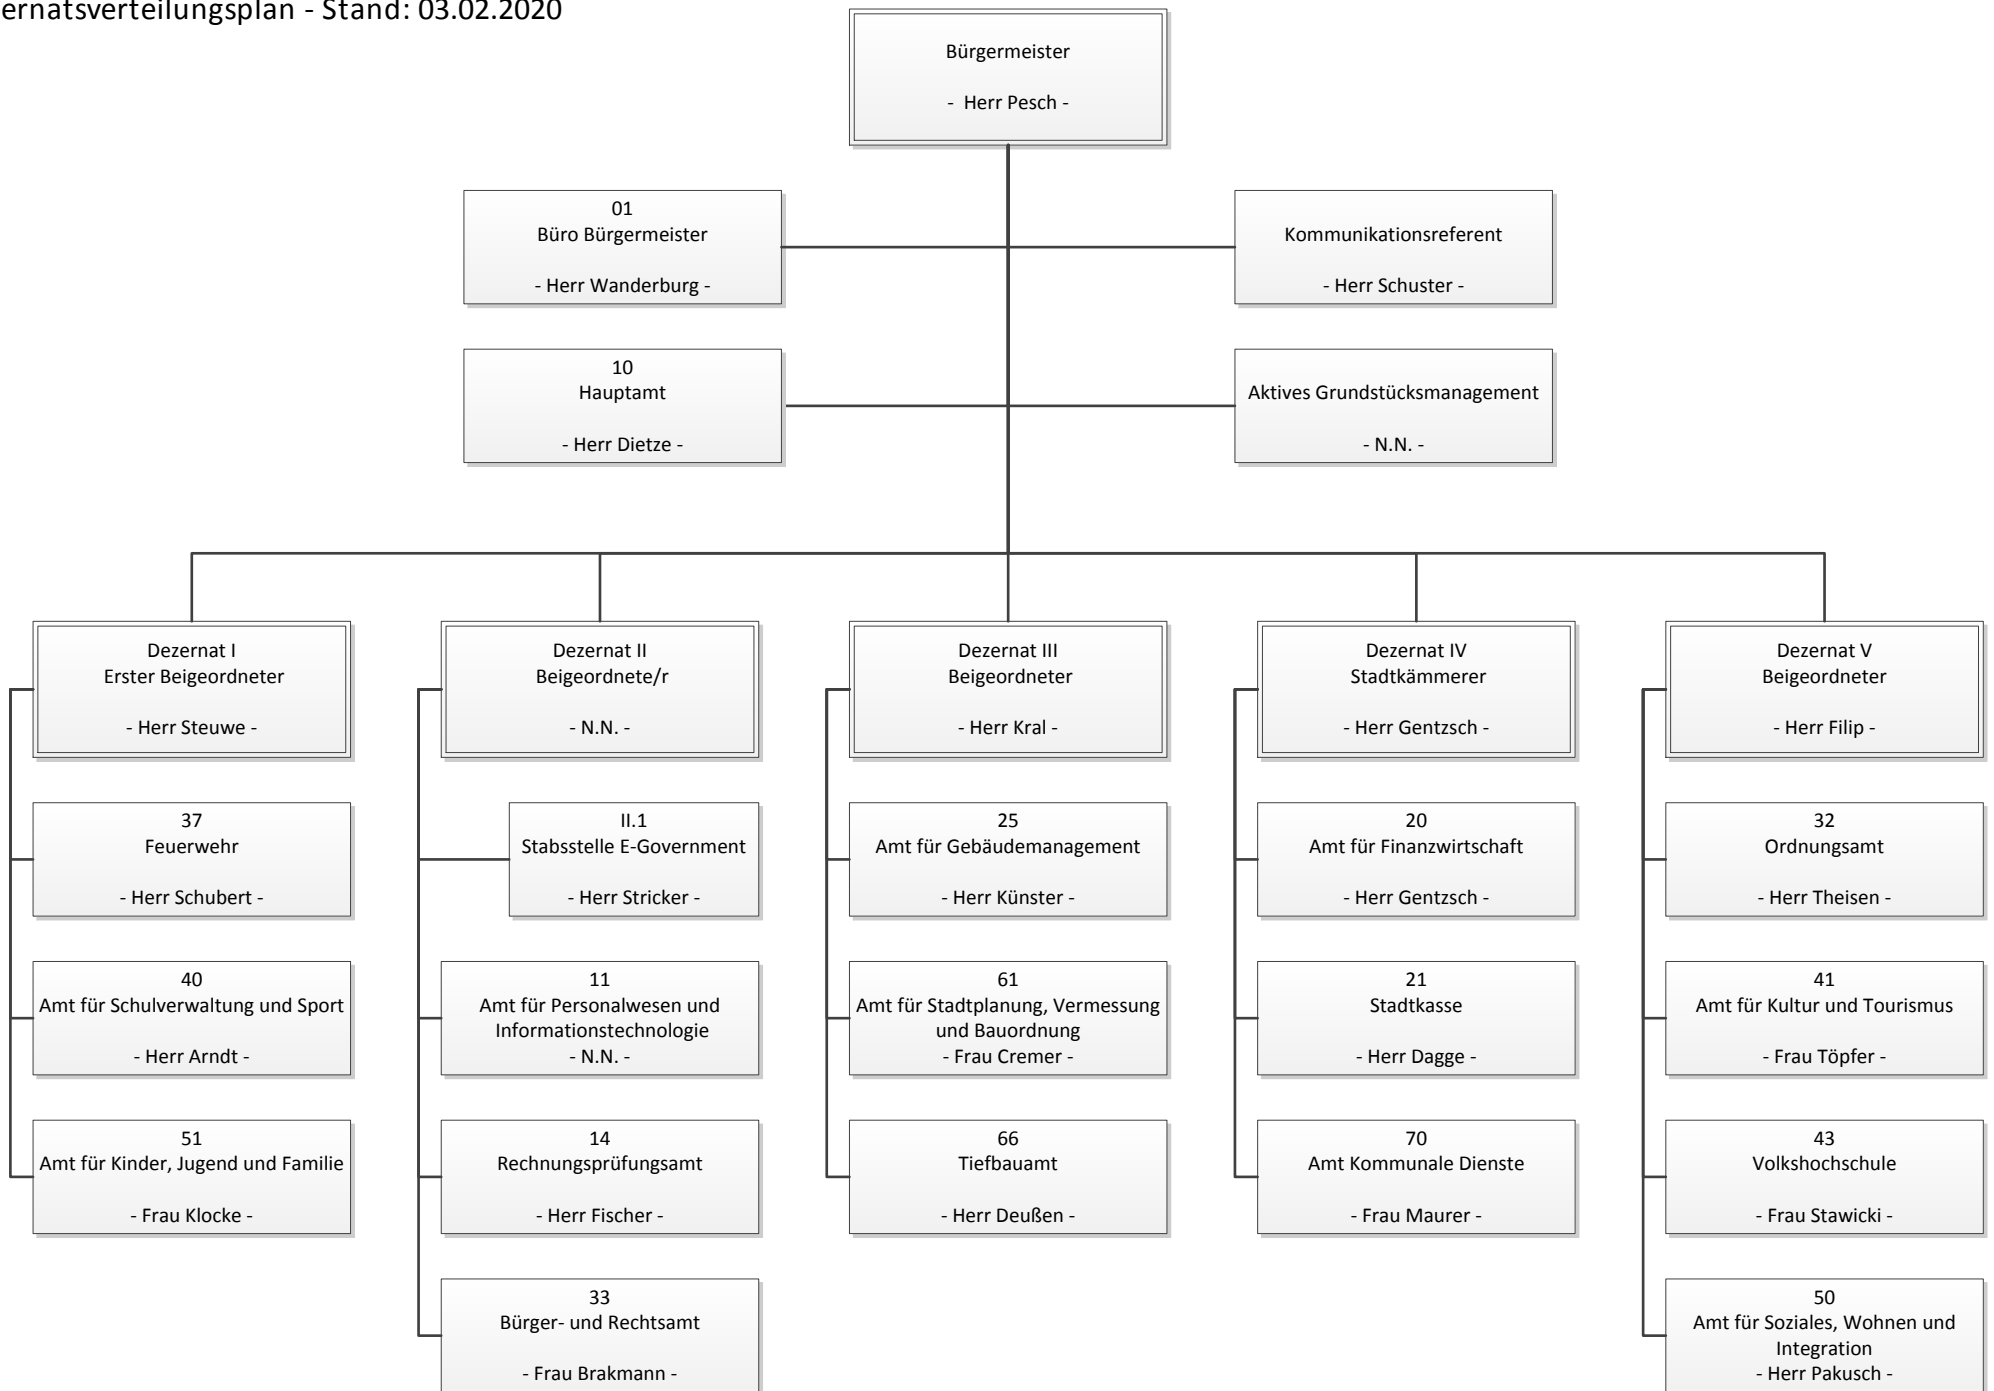 ernatsverteilungsplan - Stand: 03.02.2020
Bürgermeister
- Herr Pesch -
01
Büro Bürgermeister
- Herr Wanderburg -
Kommunikationsreferent
- Herr Schuster -
10
Hauptamt
- Herr Dietze -
Aktives Grundstücksmanagement
- N.N. -
Dezernat I
Erster Beigeordneter
- Herr Steuwe -
37
Feuerwehr
- Herr Schubert -
40
Amt für Schulverwaltung und Sport
- Herr Arndt -
51
Amt für Kinder, Jugend und Familie
- Frau Klocke -
Dezernat II
Beigeordnete/r
- N.N. -
II.1
Stabsstelle E-Government
- Herr Stricker -
11
Amt für Personalwesen und
Informationstechnologie
- N.N. -
14
Rechnungsprüfungsamt
- Herr Fischer -
33
Bürger- und Rechtsamt
- Frau Brakmann -
Dezernat III
Beigeordneter
- Herr Kral -
25
Amt für Gebäudemanagement
- Herr Künster -
61
Amt für Stadtplanung, Vermessung
und Bauordnung
- Frau Cremer -
66
Tiefbauamt
- Herr Deußen -
Dezernat IV
Stadtkämmerer
- Herr Gentzsch -
20
Amt für Finanzwirtschaft
- Herr Gentzsch -
21
Stadtkasse
- Herr Dagge -
70
Amt Kommunale Dienste
- Frau Maurer -
Dezernat V
Beigeordneter
- Herr Filip -
32
Ordnungsamt
- Herr Theisen -
41
Amt für Kultur und Tourismus
- Frau Töpfer -
43
Volkshochschule
- Frau Stawicki -
50
Amt für Soziales, Wohnen und
Integration
- Herr Pakusch -